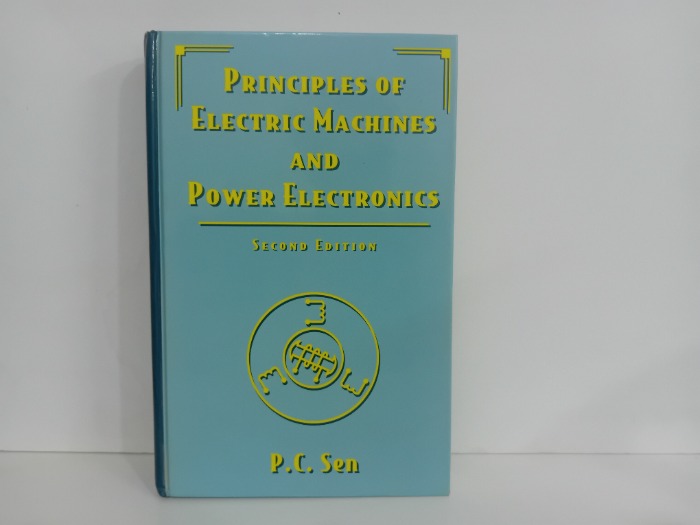 PRINCIPLES OF
ELECTRIC MACHINES
AND
POWER ELECTRONICS
SECOND EDITION
P.C. Sen